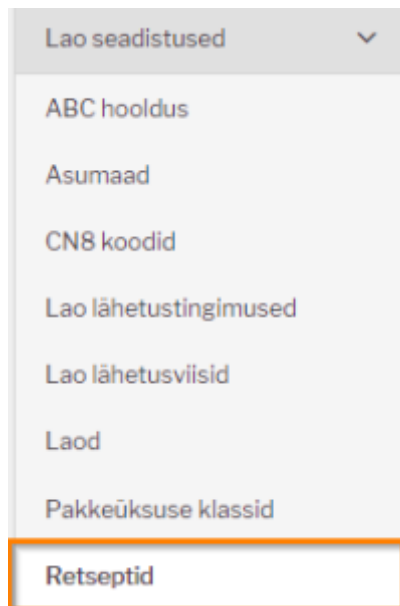 Lao seadistused
ABC hooldus
Asumaad
CN8 koodid
Lao lähetustingimused
Lao lähetusviisid
Laod
Pakkeüksuse klassid
Retseptid